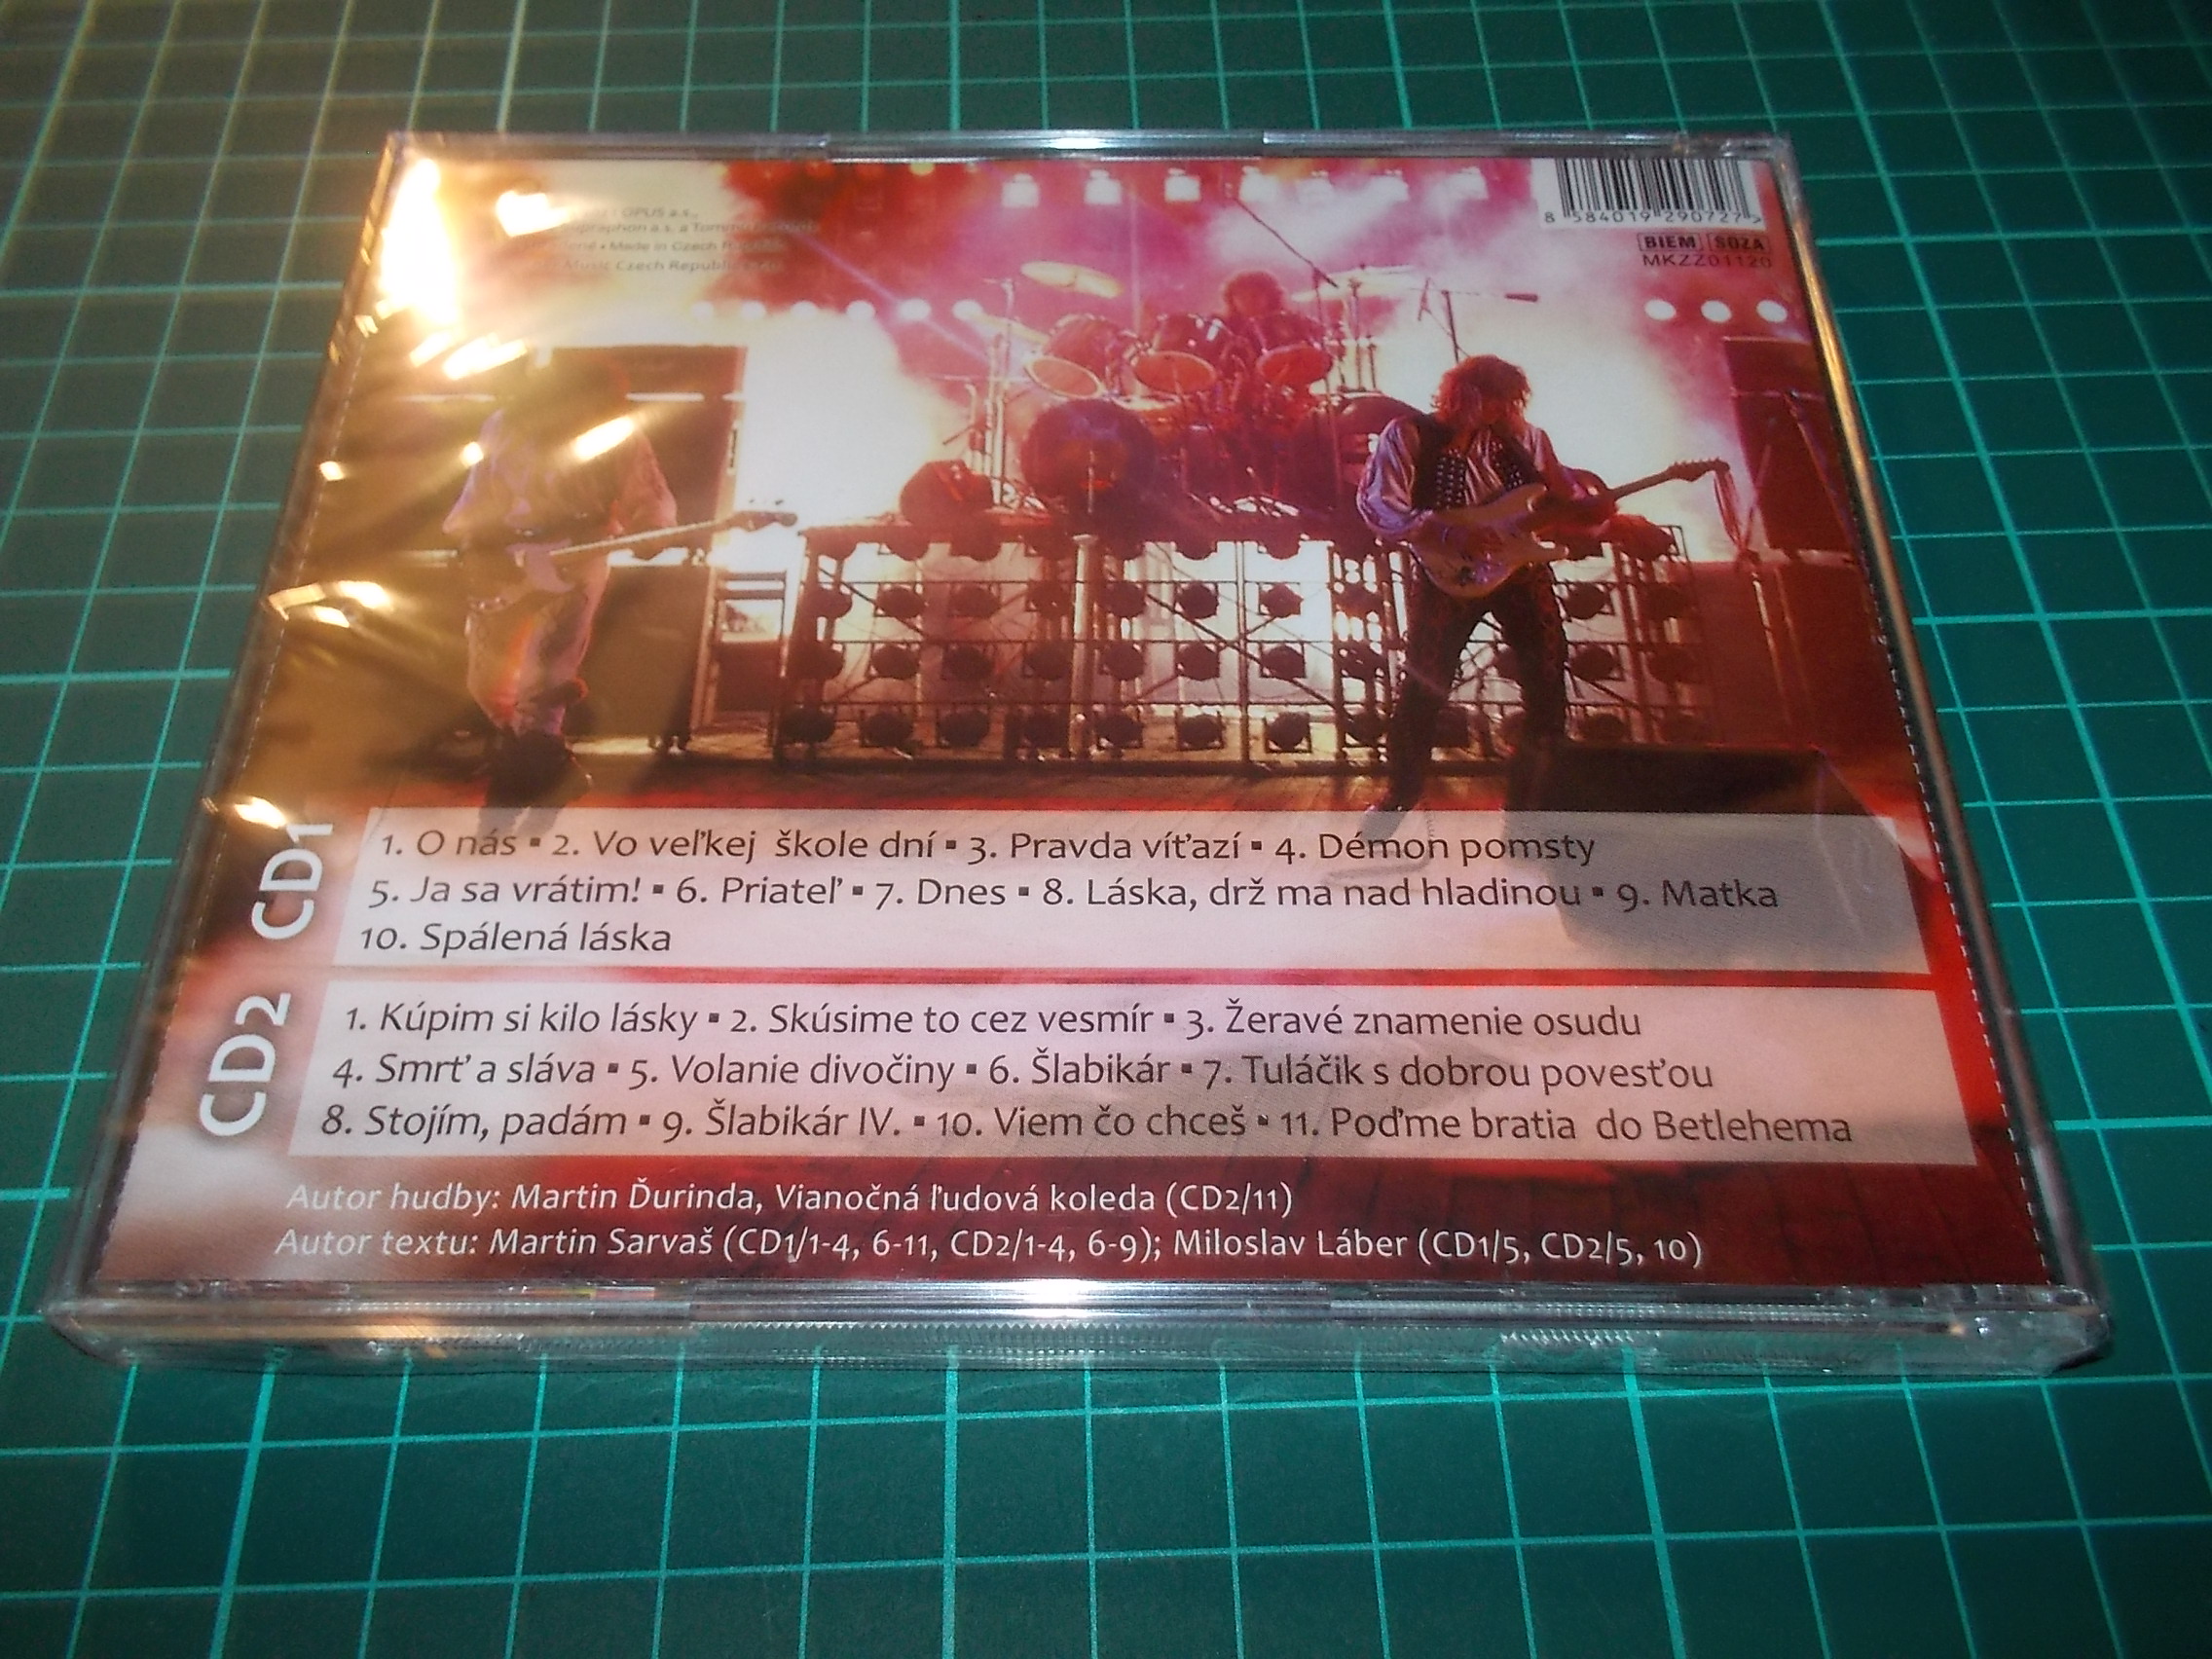 OPUS a.s.,
Supraphon a.s. a Tommü
• Made in Czech Republic
Music Czech Republic
8 584019 290727 >
BIEM SOZA
MKZZ01120
CD1
1. O nás ▪ 2. Vo veľkej škole dní ▪ 3. Pravda víťazí ▪ 4. Démon pomsty
5. Ja sa vrátim! ▪ 6. Priateľ ▪ 7. Dnes ▪ 8. Láska, drž ma nad hladinou ▪ 9. Matka
10. Spálená láska
CD2
1. Kúpim si kilo lásky ▪ 2. Skúsime to cez vesmír ▪ 3. Žeravé znamenie osudu
4. Smrť a sláva ▪ 5. Volanie divočiny ▪ 6. Šlabikár ▪ 7. Tuláčik s dobrou povesťou
8. Stojím, padám ▪ 9. Šlabikár IV. ▪ 10. Viem čo chceš ▪ 11. Poďme bratia do Betlehema
Autor hudby: Martin Ďurinda, Vianočná ľudová koleda (CD2/11)
Autor textu: Martin Sarvaš (CD1/1-4, 6-11, CD2/1-4, 6-9); Miloslav Láber (CD1/5, CD2/5, 10)